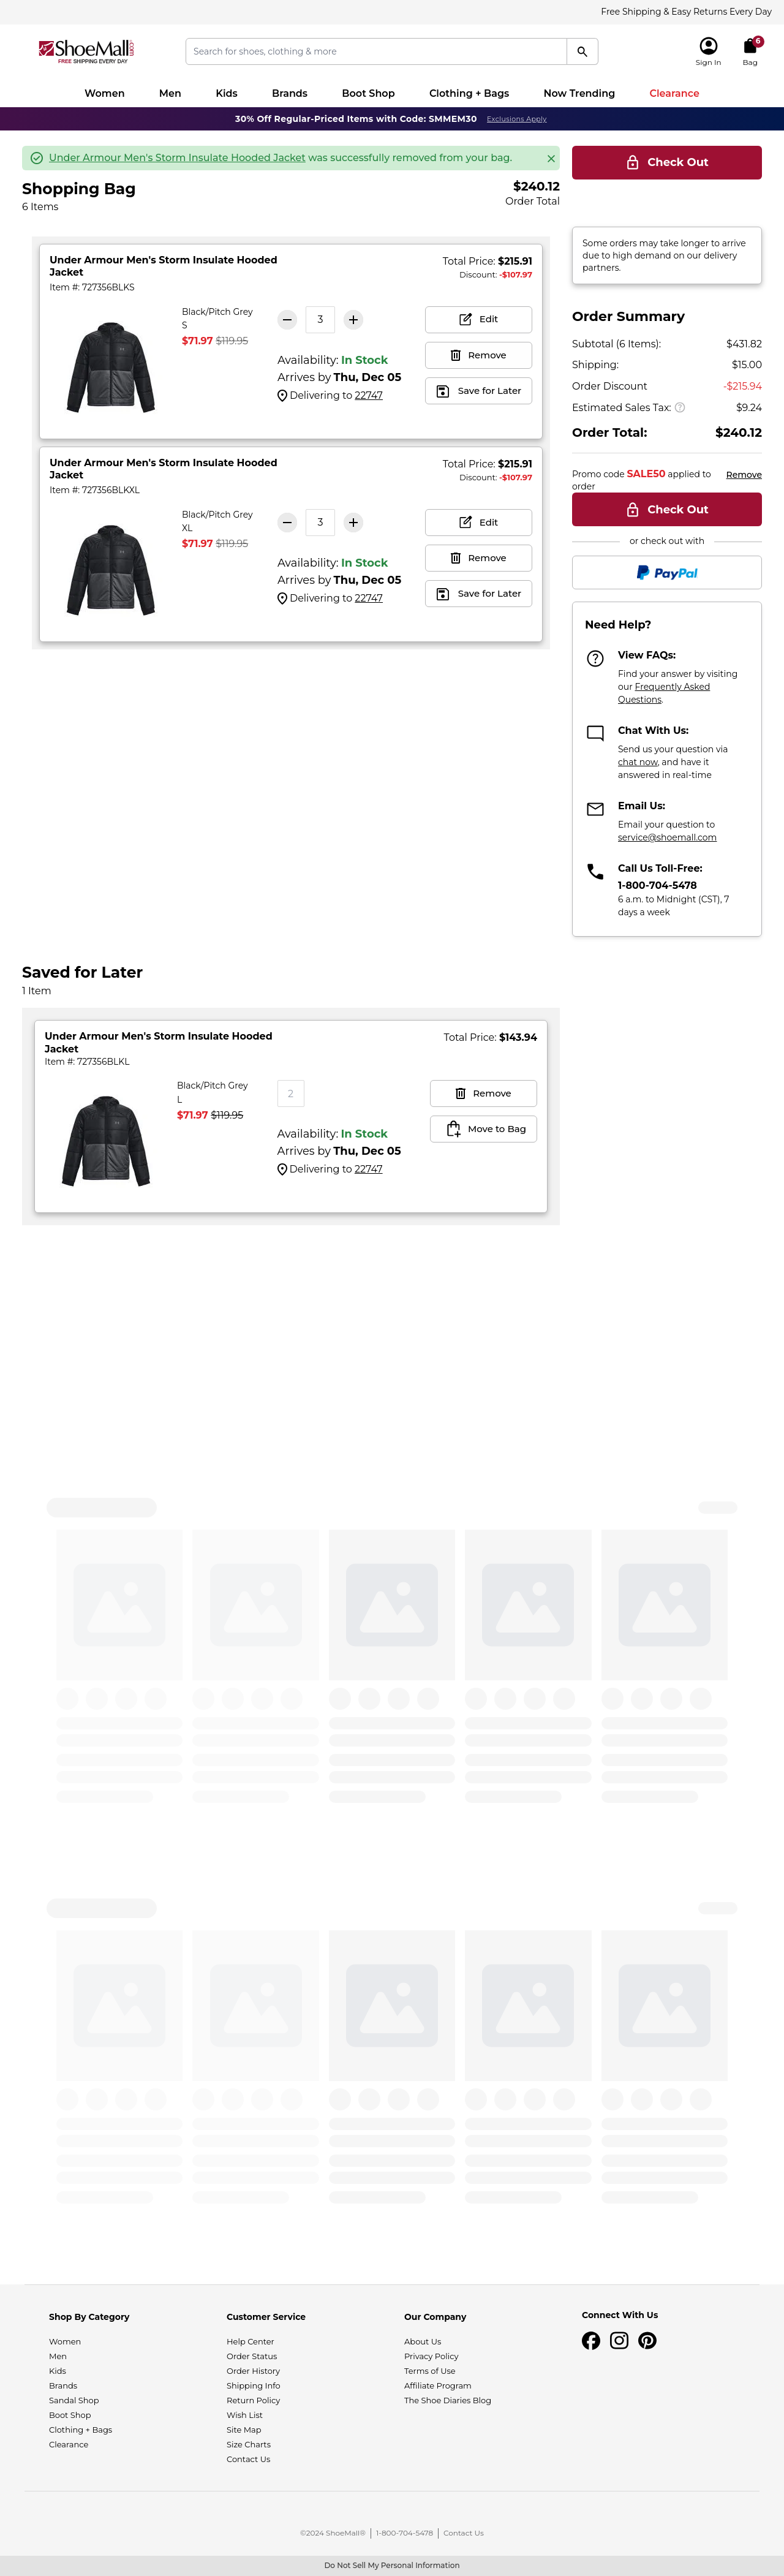 Free Shipping & Easy Returns Every Day
ShoeMall.COM
FREE SHIPPING EVERY DAY
Search for shoes, clothing & more
Sign In
6
Bag
Women Men Kids Brands Boot Shop Clothing + Bags Now Trending Clearance
30% Off Regular-Priced Items with Code: SMMEM30 Exclusions Apply
Under Armour Men's Storm Insulate Hooded Jacket was successfully removed from your bag.
Shopping Bag
6 Items
$240.12
Order Total
Under Armour Men's Storm Insulate Hooded
Jacket
Item #: 727356BLKS
Total Price: $215.91
Discount: -$107.97
Black/Pitch Grey
S
$71.97 $119.95
3
Availability: In Stock
Arrives by Thu, Dec 05
Delivering to 22747
Edit
Remove
Save for Later
Under Armour Men's Storm Insulate Hooded
Jacket
Item #: 727356BLKXL
Total Price: $215.91
Discount: -$107.97
Black/Pitch Grey
XL
$71.97 $119.95
3
Availability: In Stock
Arrives by Thu, Dec 05
Delivering to 22747
Edit
Remove
Save for Later
Check Out
Some orders may take longer to arrive
due to high demand on our delivery
partners.
Order Summary
Subtotal (6 Items): $431.82
Shipping: $15.00
Order Discount -$215.94
Estimated Sales Tax: $9.24
Order Total: $240.12
Promo code SALE50 applied to
order
Remove
Check Out
or check out with
PayPal
Need Help?
View FAQs:
Find your answer by visiting
our Frequently Asked
Questions.
Chat With Us:
Send us your question via
chat now, and have it
answered in real-time
Email Us:
Email your question to
service@shoemall.com
Call Us Toll-Free:
1-800-704-5478
6 a.m. to Midnight (CST), 7
days a week
Saved for Later
1 Item
Under Armour Men's Storm Insulate Hooded
Jacket
Item #: 727356BLKL
Total Price: $143.94
Black/Pitch Grey
L
$71.97 $119.95
2
Availability: In Stock
Arrives by Thu, Dec 05
Delivering to 22747
Remove
Move to Bag
Shop By Category
Women
Men
Kids
Brands
Sandal Shop
Boot Shop
Clothing + Bags
Clearance
Customer Service
Help Center
Order Status
Order History
Shipping Info
Return Policy
Wish List
Site Map
Size Charts
Contact Us
Our Company
About Us
Privacy Policy
Terms of Use
Affiliate Program
The Shoe Diaries Blog
Connect With Us
©2024 ShoeMall® 1-800-704-5478 Contact Us
Do Not Sell My Personal Information